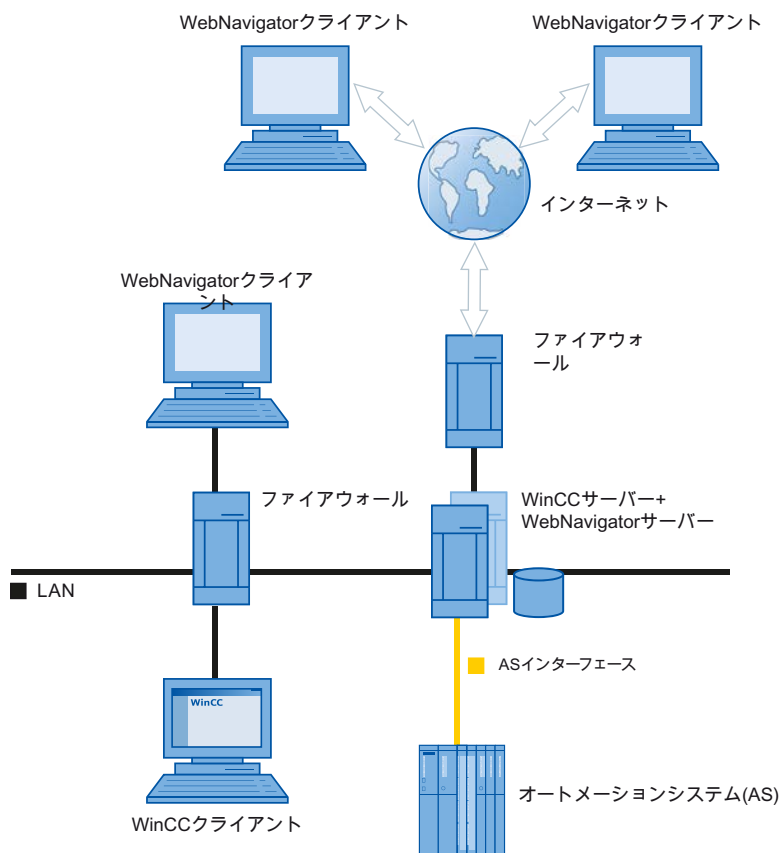 WebNavigatorクライアント
WebNavigatorクライアント
インターネット
WebNavigatorクライア
ント
ファイアウォ
ール
ファイアウォール
WinCCサーバー+
WebNavigatorサーバー
LAN
ASインターフェース
WinCC
オートメーションシステム(AS)
WinCCクライアント